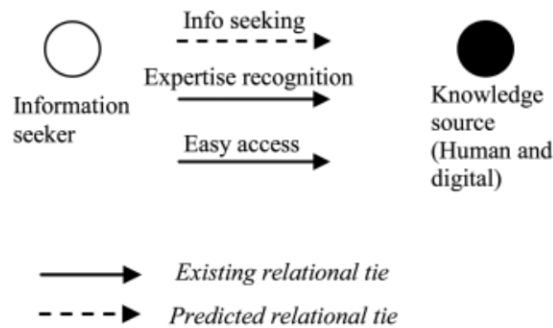 Info seeking
Expertise recognition
Easy access
Information
seeker
Knowledge
source
(Human and
digital)
Existing relational tie
Predicted relational tie